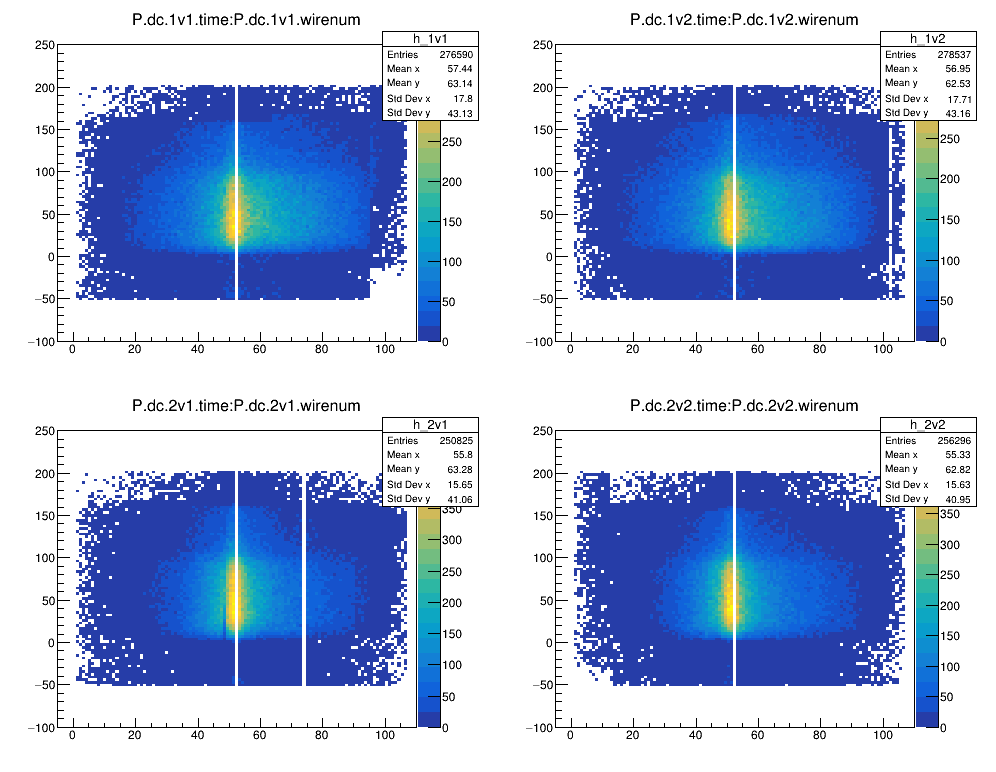 P.dc.1v1.time:P.dc.1v1.wirenum
h_1v1
Entries 276590
Mean x 57.44
Mean y 63.14
Std Dev x 17.8
Std Dev y 43.13
250
200
150
100
50
0
−50
−100
0 20 40 60 80 100
250
200
150
100
50
0
P.dc.1v2.time:P.dc.1v2.wirenum
h_1v2
Entries 278537
Mean x 56.95
Mean y 62.53
Std Dev x 17.71
Std Dev y 43.16
250
200
150
100
50
0
−50
−100
0 20 40 60 80 100
250
200
150
100
50
0
P.dc.2v1.time:P.dc.2v1.wirenum
h_2v1
Entries 250825
Mean x 55.8
Mean y 63.28
Std Dev x 15.65
Std Dev y 41.06
250
200
150
100
50
0
−50
−100
0 20 40 60 80 100
350
300
250
200
150
100
50
0
P.dc.2v2.time:P.dc.2v2.wirenum
h_2v2
Entries 256296
Mean x 55.33
Mean y 62.82
Std Dev x 15.63
Std Dev y 40.95
250
200
150
100
50
0
−50
−100
0 20 40 60 80 100
350
300
250
200
150
100
50
0